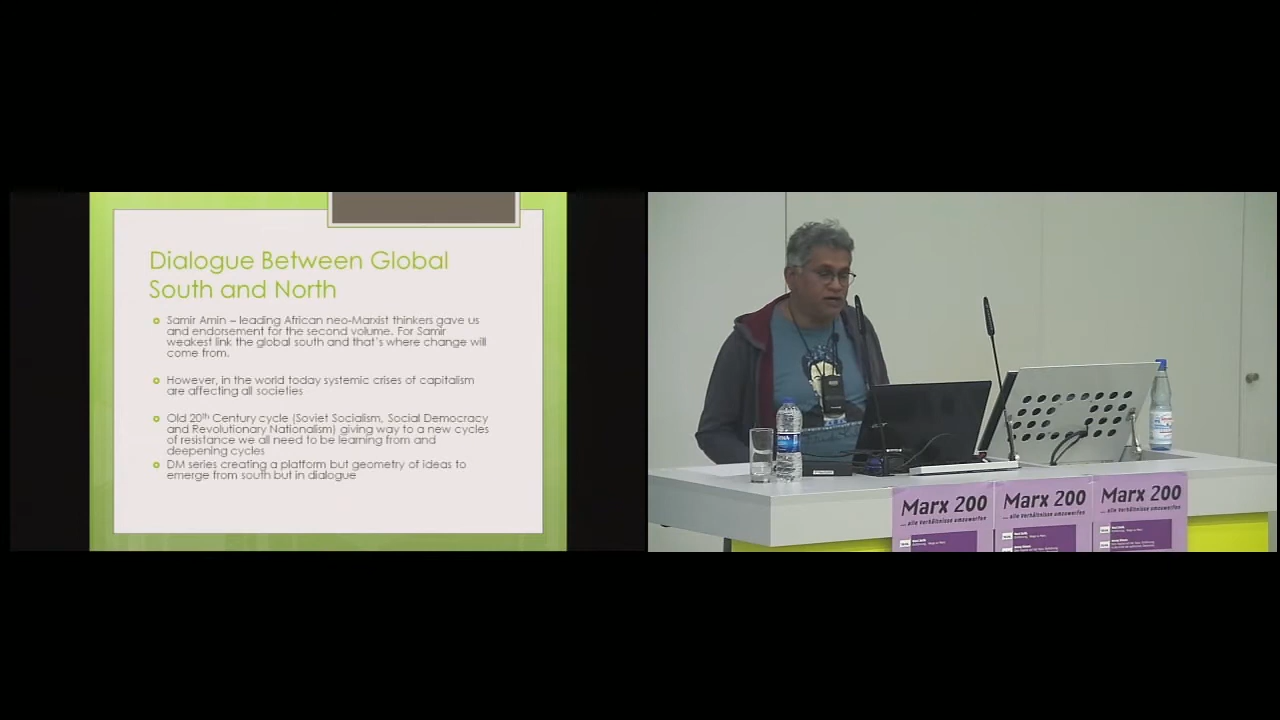 Dialogue Between Global
South and North
Samir Amin – leading African neo-Marxist thinkers gave us
and endorsement for the second volume. For Samir
weakest link the global south and that's where change will
come from.
However, in the world today systemic crises of capitalism
are affecting all societies
Old 20th Century cycle (Soviet Socialism, Social Democracy
and Revolutionary Nationalism) giving way to a new cycles
of resistance we all need to be learning from and
deepening cycles
DM series creating a platform but geometry of ideas to
emerge from south but in dialogue
Marx 200
... alle Verhältnisse umzuwerfen
Marx 200
... alle Verhältnisse umzuwerfen
Marx 200
... alle Verhältnisse umzuwerfen